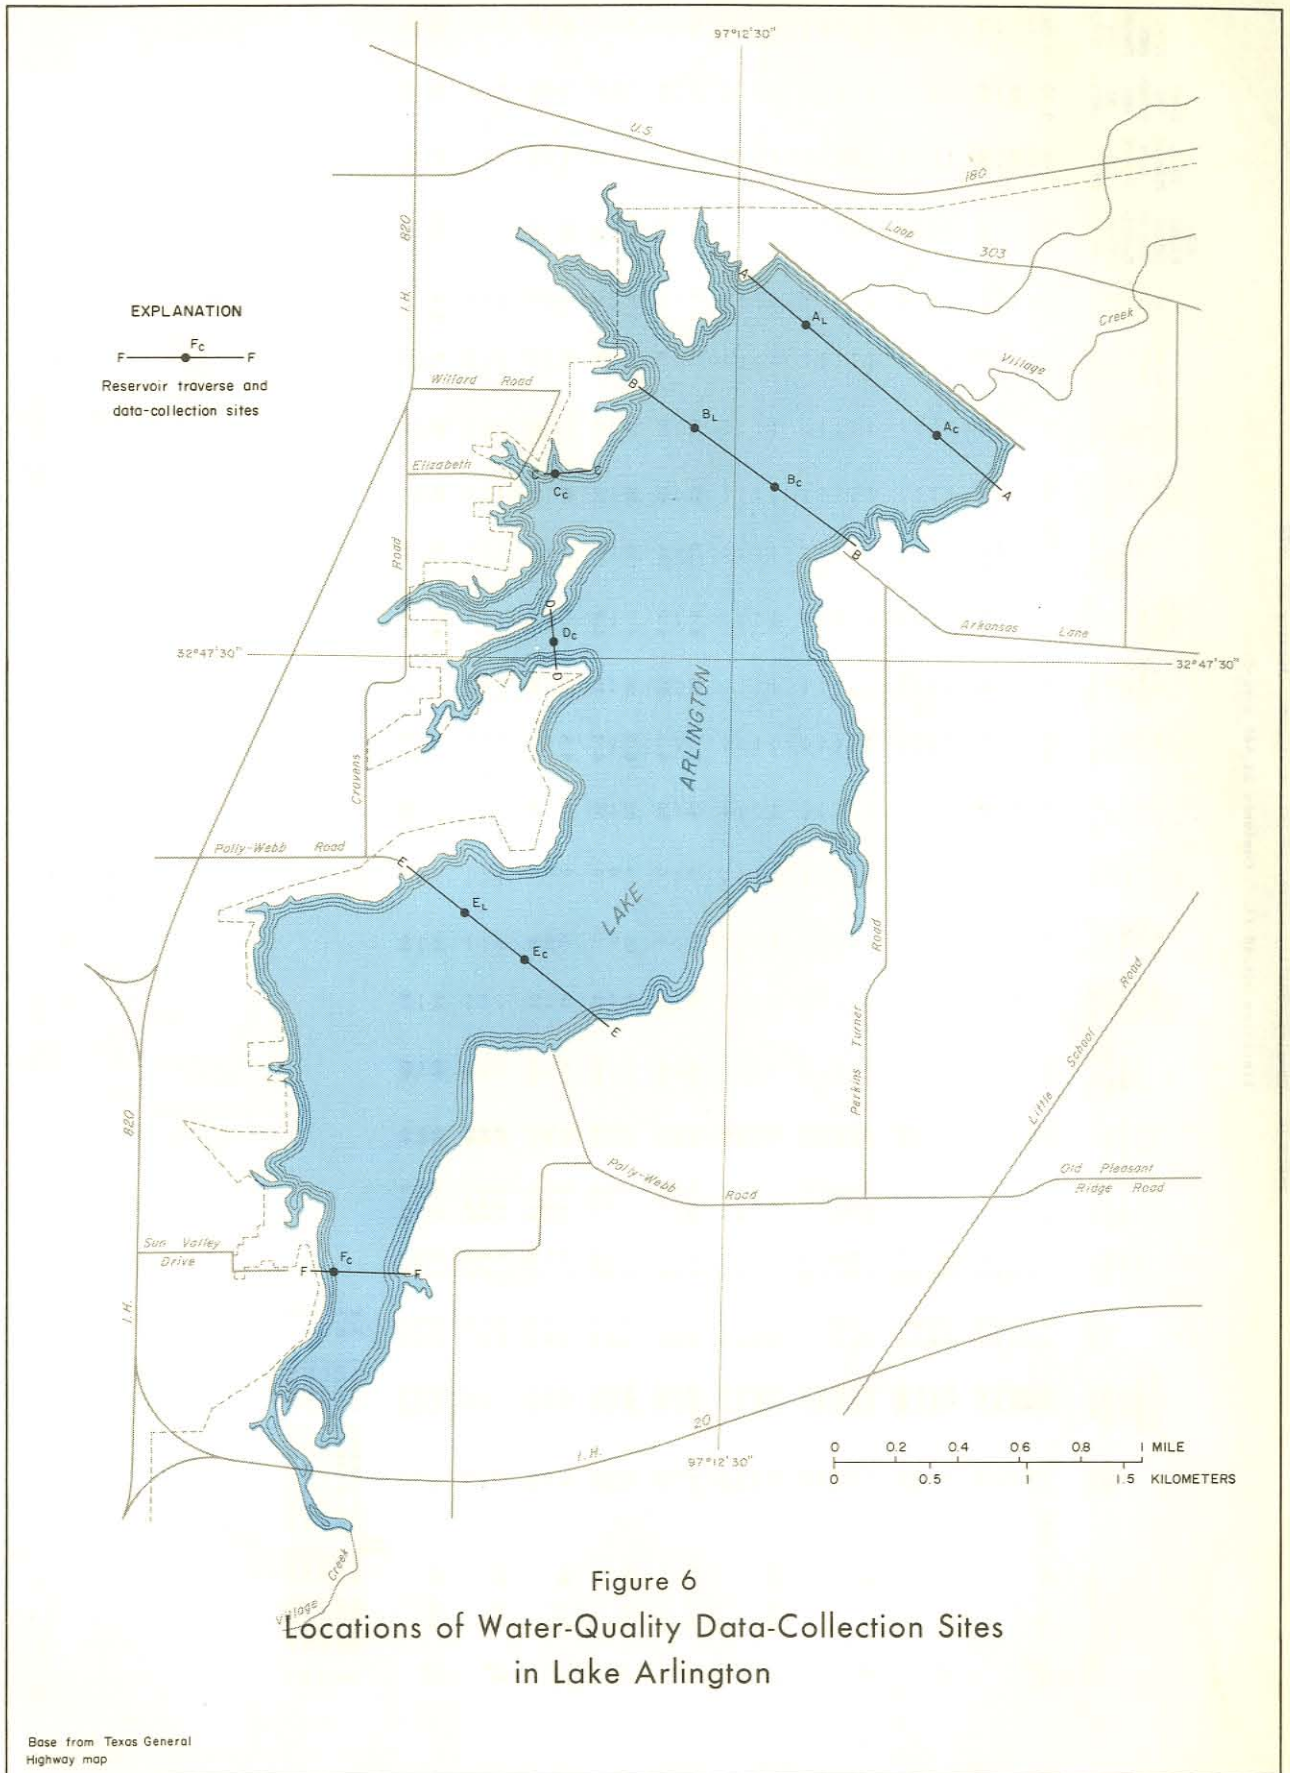 97°12'30"
U.S.
180
I.H. 820
Loop
303
EXPLANATION
F Fc F
Reservoir traverse and
data-collection sites
A
AL
Creek
Village
Willard Road
B
BL
Ac
Elizabeth
C C
Cc
Bc
A
Road
B
D
Dc
D
Arkansas Lane
32°47'30"
32°47'30"
ARLINGTON
Cravens
Polly-Webb Road
E
EL
LAKE
Ec
E
Road
Perkins Turner
Little School Road
820
Polly-Webb Road
Old Pleasant
Ridge Road
Sun Valley
Drive
F Fc F
I.H.
20
I.H.
97°12'30"
0 0.2 0.4 0.6 0.8 1 MILE
0 0.5 1 1.5 KILOMETERS
Village Creek
Figure 6
Locations of Water-Quality Data-Collection Sites
in Lake Arlington
Base from Texas General
Highway map